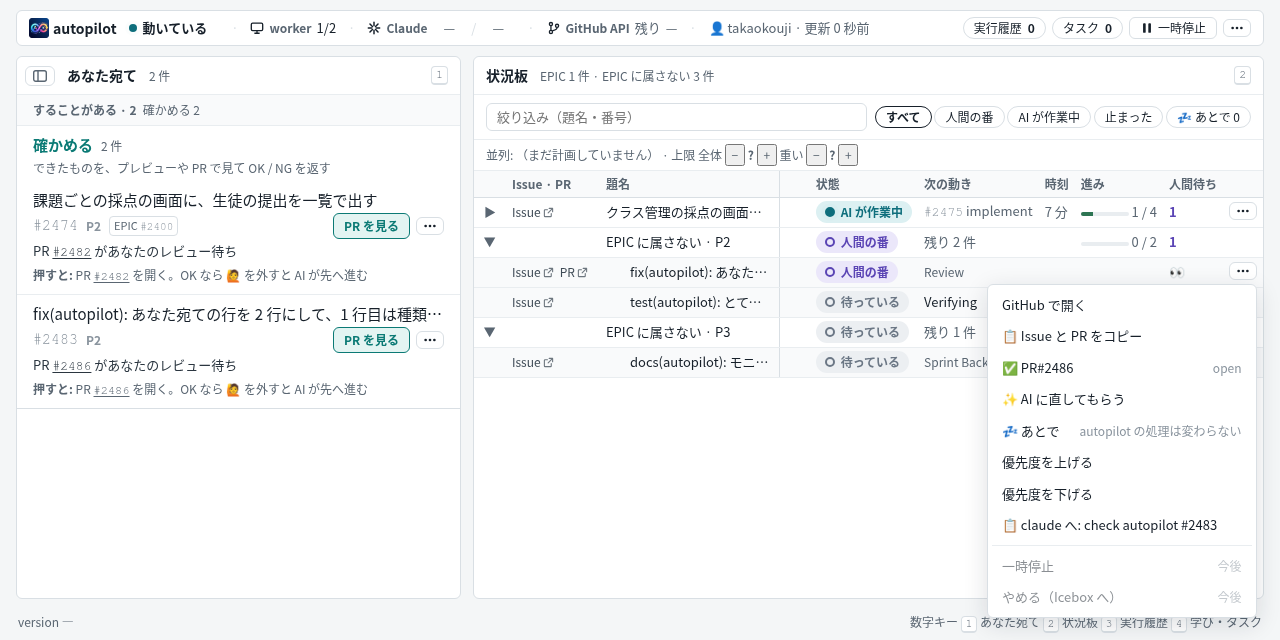 autopilot 動いている · worker 1/2 · Claude — / — · GitHub API 残り — · 👤 takaokouji · 更新 0 秒前 実行履歴 0 タスク 0 一時停止 ···
あなた宛て 2 件 1
することがある · 2 確かめる 2
確かめる 2 件
できたものを、プレビューや PR で見て OK / NG を返す
課題ごとの採点の画面に、生徒の提出を一覧で出す
#2474 P2 EPIC #2400 PR を見る ···
PR #2482 があなたのレビュー待ち
押すと: PR #2482 を開く。OK なら 🙋 を外すと AI が先へ進む
fix(autopilot): あなた宛ての行を 2 行にして、1 行目は種類…
#2483 P2 PR を見る ···
PR #2486 があなたのレビュー待ち
押すと: PR #2486 を開く。OK なら 🙋 を外すと AI が先へ進む
状況板 EPIC 1 件 · EPIC に属さない 3 件 2
絞り込み（題名・番号） すべて 人間の番 AI が作業中 止まった 💤 あとで 0
並列: （まだ計画していません） · 上限 全体 − ? + 重い − ? +
Issue · PR 題名 状態 次の動き 時刻 進み 人間待ち
▶ Issue クラス管理の採点の画面… AI が作業中 #2475 implement 7 分 1 / 4 1 ···
▼ EPIC に属さない · P2 人間の番 残り 2 件 0 / 2 1
Issue PR fix(autopilot): あなた… 人間の番 Review 👀 ···
Issue test(autopilot): とて… 待っている Verifying
▼ EPIC に属さない · P3 待っている 残り 1 件
Issue docs(autopilot): モニ… 待っている Sprint Back
GitHub で開く
📋 Issue と PR をコピー
✅ PR#2486 open
✨ AI に直してもらう
💤 あとで autopilot の処理は変わらない
優先度を上げる
優先度を下げる
📋 claude へ: check autopilot #2483
一時停止 今後
やめる（Icebox へ） 今後
version —
数字キー 1 あなた宛て 2 状況板 3 実行履歴 4 学び・タスク